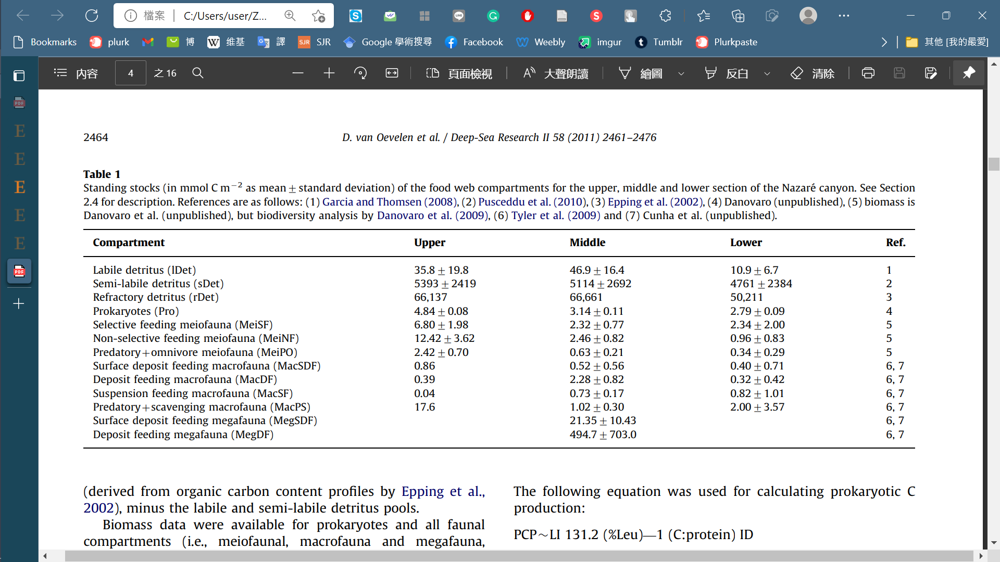 檔案 C:/Users/user/Z...
Bookmarks plurk 博 維基 譯 SJR Google 學術搜尋 Facebook Weebly imgur Tumblr Plurkpaste 其他 [我的最愛]
內容 4 之 16 頁面檢視 大聲朗讀 繪圖 反白 清除
2464 D. van Oevelen et al. / Deep-Sea Research II 58 (2011) 2461–2476
Table 1
Standing stocks (in mmol C m⁻² as mean ± standard deviation) of the food web compartments for the upper, middle and lower section of the Nazaré canyon. See Section
2.4 for description. References are as follows: (1) Garcia and Thomsen (2008), (2) Pusceddu et al. (2010), (3) Epping et al. (2002), (4) Danovaro (unpublished), (5) biomass is
Danovaro et al. (unpublished), but biodiversity analysis by Danovaro et al. (2009), (6) Tyler et al. (2009) and (7) Cunha et al. (unpublished).
Compartment Upper Middle Lower Ref.
Labile detritus (lDet) 35.8 ± 19.8 46.9 ± 16.4 10.9 ± 6.7 1
Semi-labile detritus (sDet) 5393 ± 2419 5114 ± 2692 4761 ± 2384 2
Refractory detritus (rDet) 66,137 66,661 50,211 3
Prokaryotes (Pro) 4.84 ± 0.08 3.14 ± 0.11 2.79 ± 0.09 4
Selective feeding meiofauna (MeiSF) 6.80 ± 1.98 2.32 ± 0.77 2.34 ± 2.00 5
Non-selective feeding meiofauna (MeiNF) 12.42 ± 3.62 2.46 ± 0.82 0.96 ± 0.83 5
Predatory+omnivore meiofauna (MeiPO) 2.42 ± 0.70 0.63 ± 0.21 0.34 ± 0.29 5
Surface deposit feeding macrofauna (MacSDF) 0.86 0.52 ± 0.56 0.40 ± 0.71 6, 7
Deposit feeding macrofauna (MacDF) 0.39 2.28 ± 0.82 0.32 ± 0.42 6, 7
Suspension feeding macrofauna (MacSF) 0.04 0.73 ± 0.17 0.82 ± 1.01 6, 7
Predatory+scavenging macrofauna (MacPS) 17.6 1.02 ± 0.30 2.00 ± 3.57 6, 7
Surface deposit feeding megafauna (MegSDF) 21.35 ± 10.43 6, 7
Deposit feeding megafauna (MegDF) 494.7 ± 703.0 6, 7
(derived from organic carbon content profiles by Epping et al.,
2002), minus the labile and semi-labile detritus pools.
Biomass data were available for prokaryotes and all faunal
compartments (i.e., meiofaunal, macrofauna and megafauna,
The following equation was used for calculating prokaryotic C
production:
PCP~LI 131.2 (%Leu)—1 (C:protein) ID